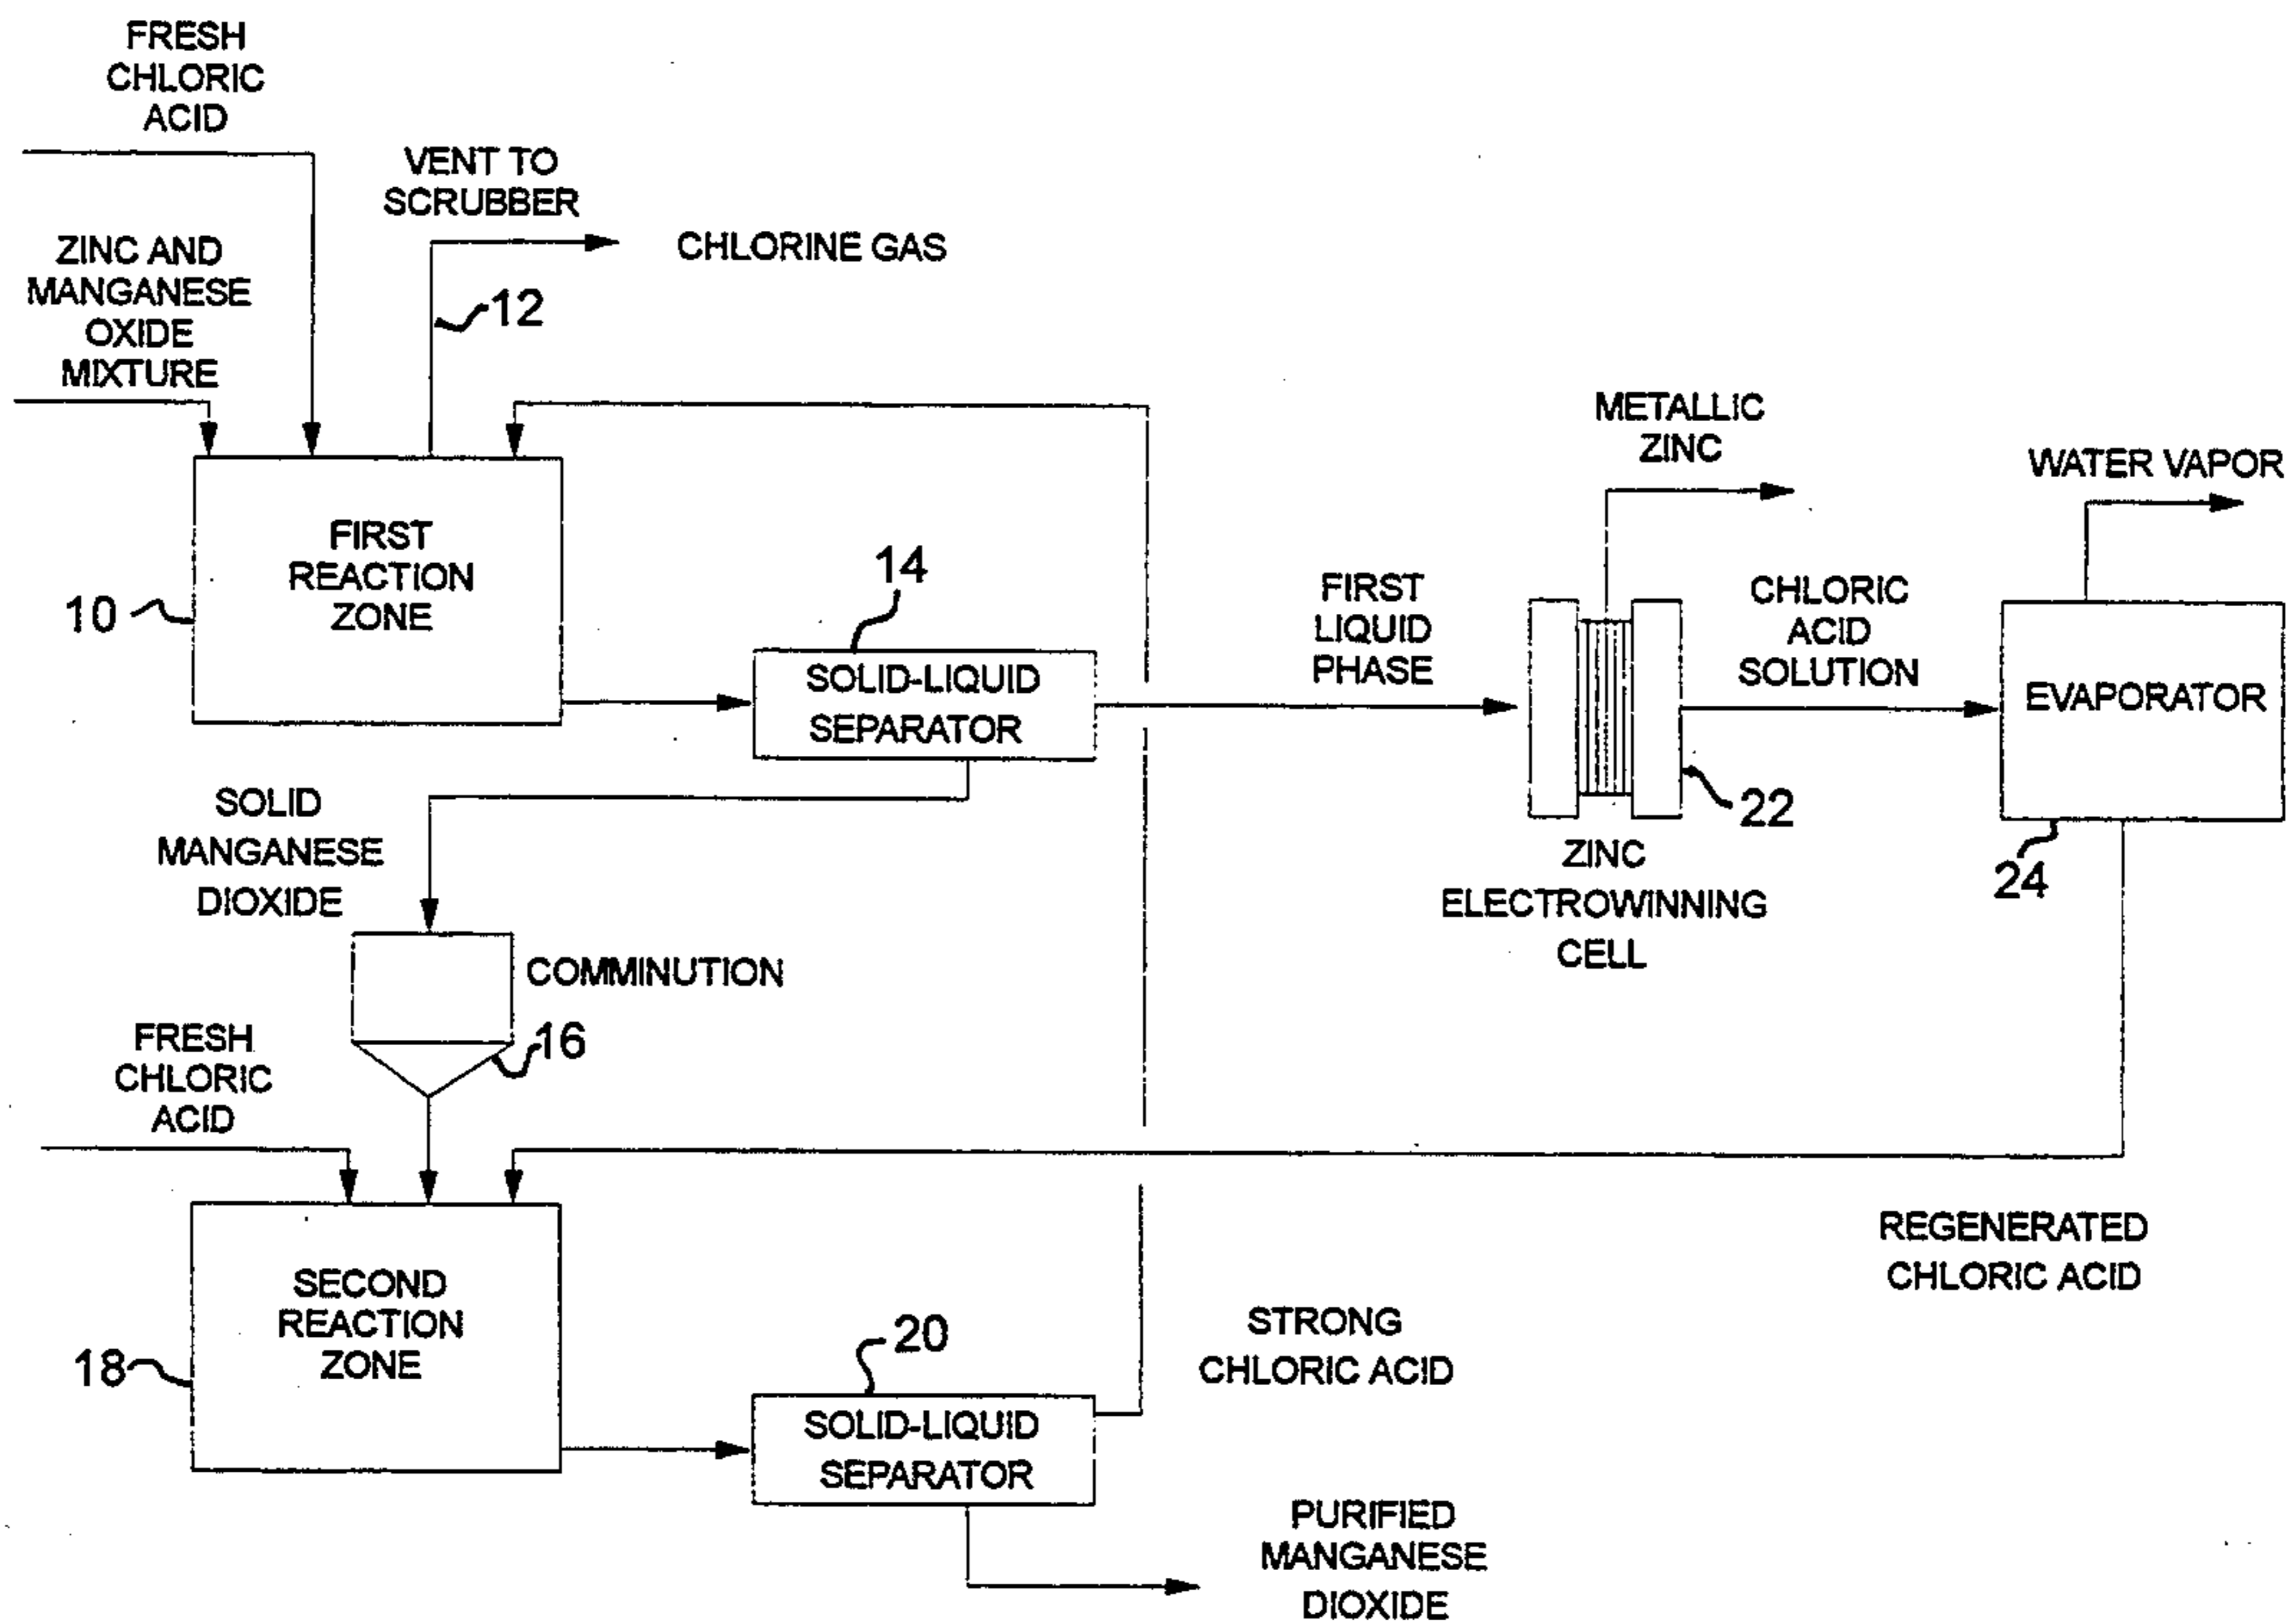 FRESH
CHLORIC
ACID
VENT TO
SCRUBBER
CHLORINE GAS
ZINC AND
MANGANESE
OXIDE
MIXTURE
12
METALLIC
ZINC
WATER VAPOR
FIRST
REACTION
ZONE
10
14
SOLID-LIQUID
SEPARATOR
FIRST
LIQUID
PHASE
CHLORIC
ACID
SOLUTION
EVAPORATOR
22
24
ZINC
ELECTROWINNING
CELL
SOLID
MANGANESE
DIOXIDE
COMMINUTION
16
FRESH
CHLORIC
ACID
SECOND
REACTION
ZONE
18
20
SOLID-LIQUID
SEPARATOR
STRONG
CHLORIC ACID
REGENERATED
CHLORIC ACID
PURIFIED
MANGANESE
DIOXIDE